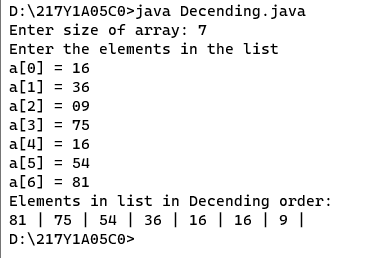 D:\217Y1A05C0>java Decending.java
Enter size of array: 7
Enter the elements in the list
a[0] = 16
a[1] = 36
a[2] = 09
a[3] = 75
a[4] = 16
a[5] = 54
a[6] = 81
Elements in list in Decending order:
81 | 75 | 54 | 36 | 16 | 16 | 9 |
D:\217Y1A05C0>